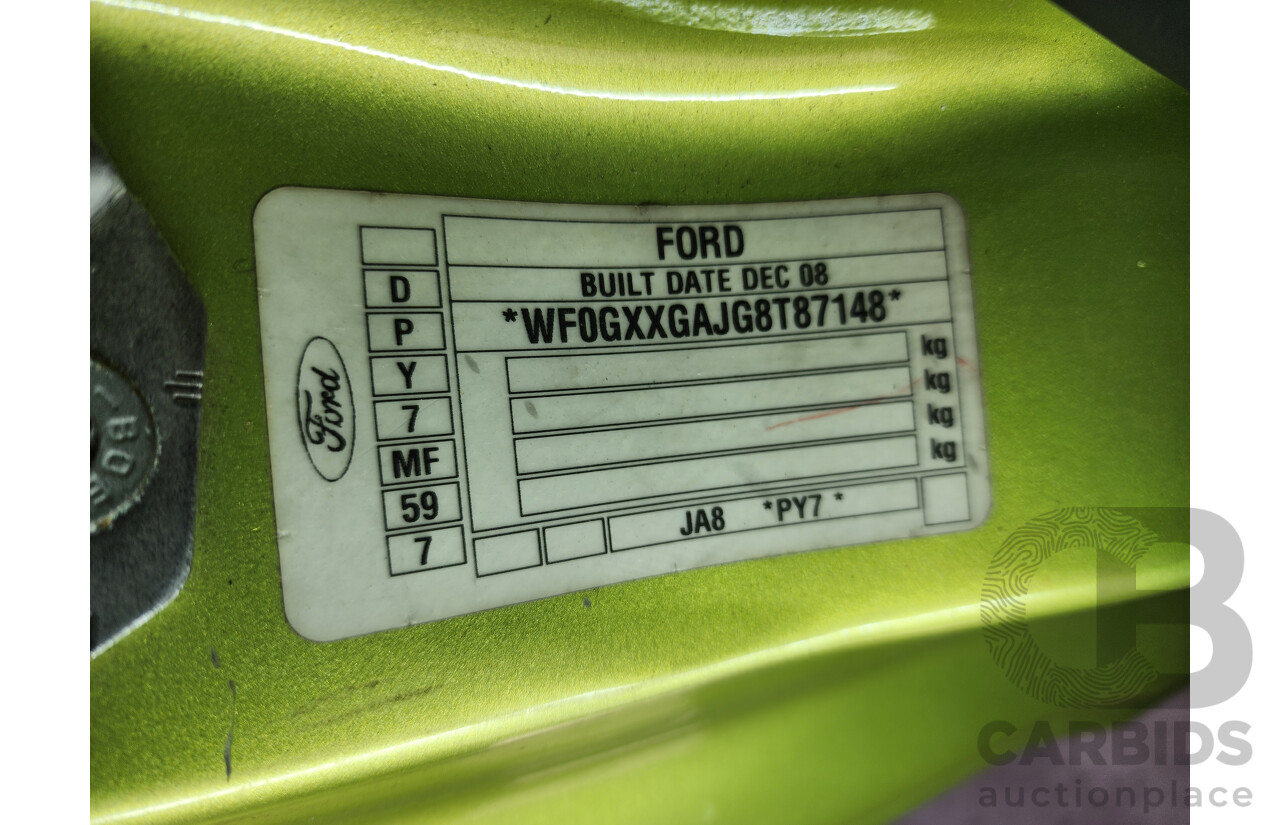 FORD
BUILT DATE DEC 08
*WF0GXXGAJG8T87148*
kg
kg
kg
kg
D
P
Y
7
MF
59
7
JA8 *PY7 *
Ford
CB
CARBIDS
auctionplace